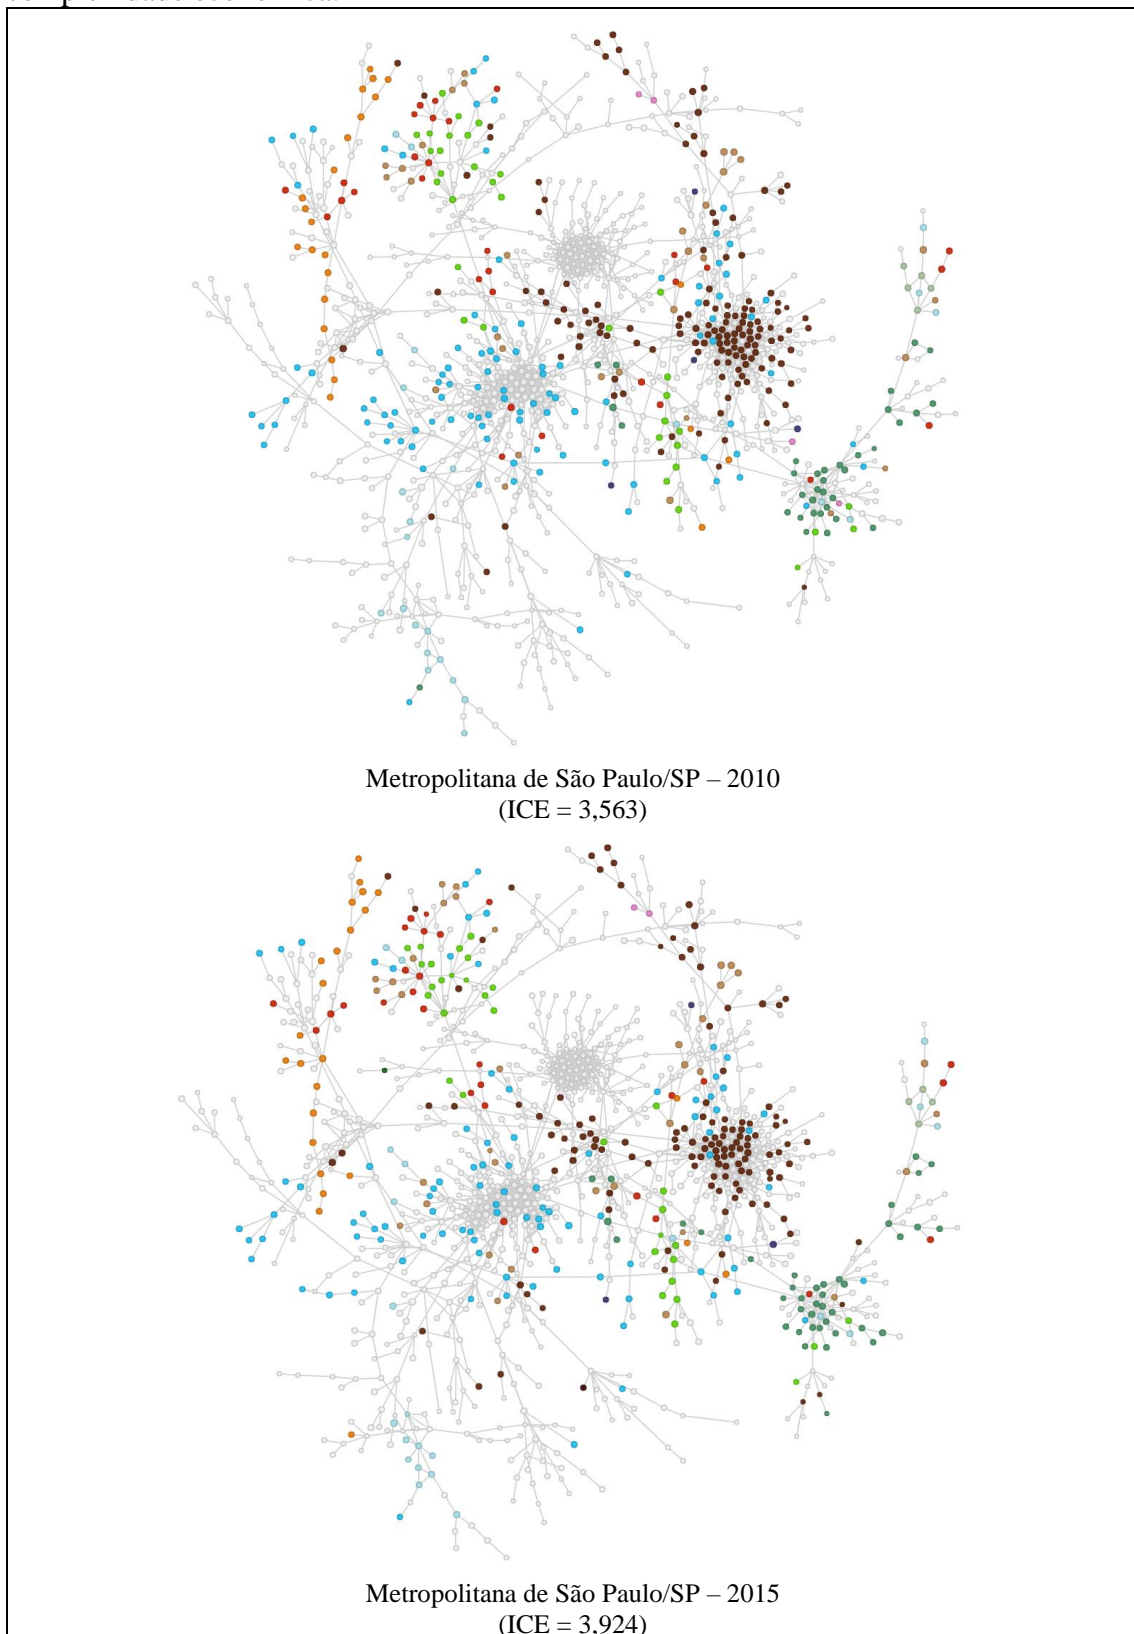 Metropolitana de São Paulo/SP – 2010
(ICE = 3,563)
Metropolitana de São Paulo/SP – 2015
(ICE = 3,924)